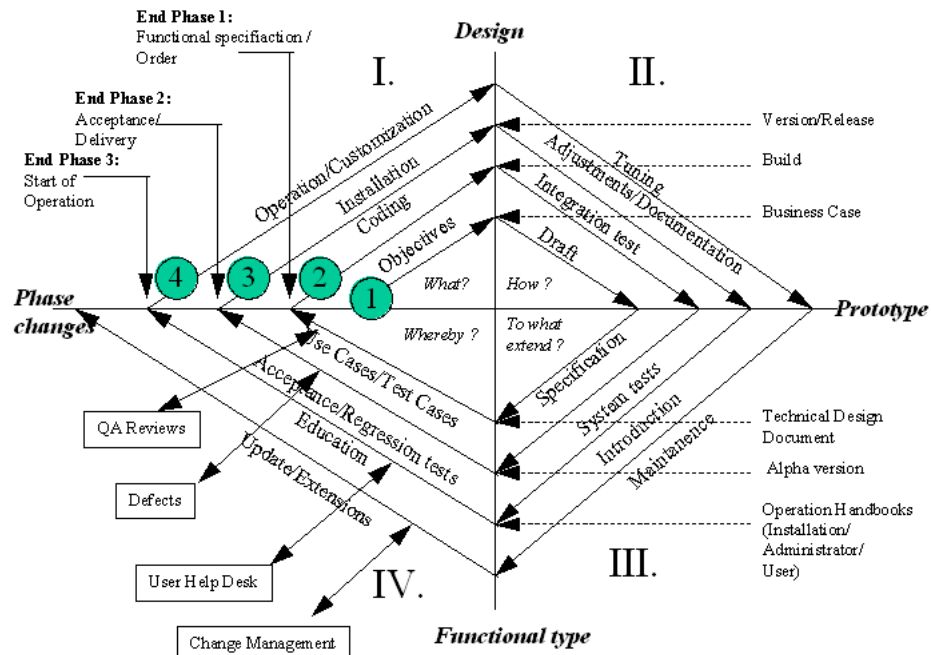 End Phase 1:
Functional specifiaction /
Order
Design
I.
II.
End Phase 2:
Acceptance/
Delivery
End Phase 3:
Start of
Operation
Operation/Customization
Installation
Coding
Objectives
Tuning
Adjustments/Documentation
Integration test
Draft
Version/Release
Build
Business Case
4
3
2
1
What?
How ?
Phase
changes
Prototype
Whereby ?
To what
extend ?
Use Cases/Test Cases
Acceptance/Regression tests
Education
Update/Extensions
Specification
System tests
Introduction
Maintanence
QA Reviews
Defects
User Help Desk
Change Management
Technical Design
Document
Alpha version
Operation Handbooks
(Installation/
Administrator/
User)
III.
IV.
Functional type